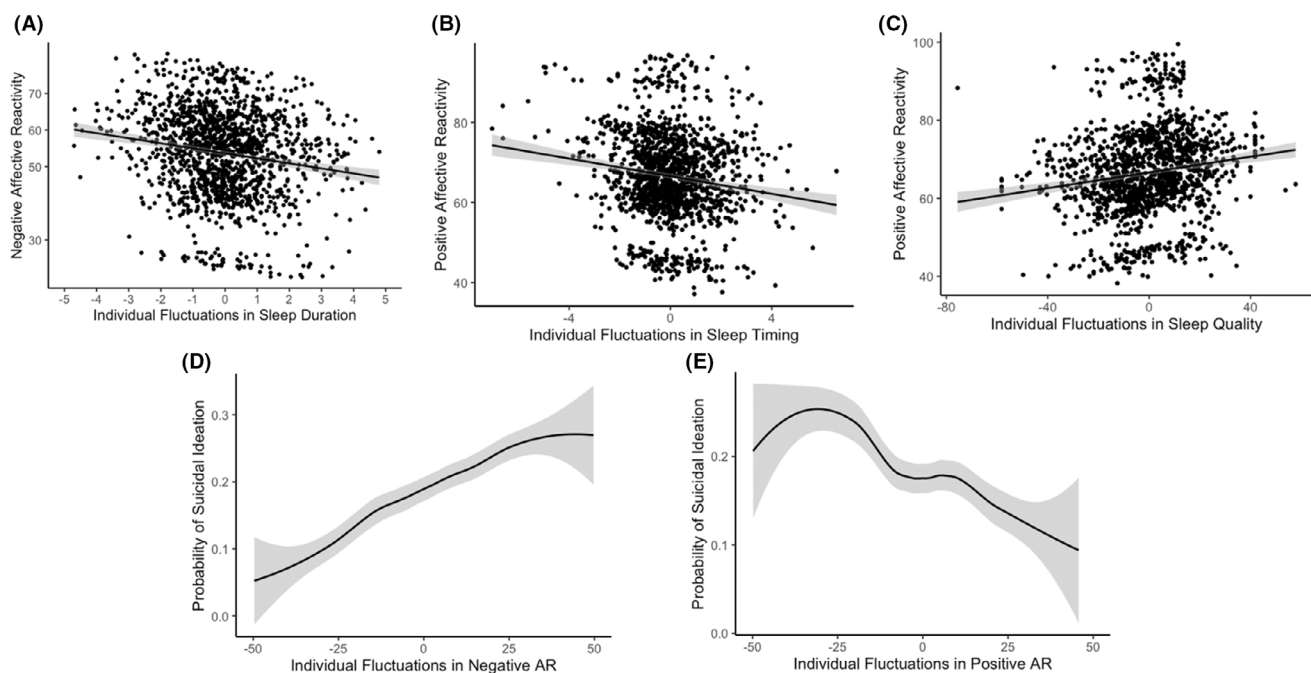 (A)
Negative Affective Reactivity
70
50
30
-5 -4 -3 -2 -1 0 1 2 3 4 5
Individual Fluctuations in Sleep Duration
(B)
Positive Affective Reactivity
80
60
40
-4 0 4
Individual Fluctuations in Sleep Timing
(C)
Positive Affective Reactivity
100
80
60
40
-80 -40 0 40
Individual Fluctuations in Sleep Quality
(D)
Probability of Suicidal Ideation
0.3
0.2
0.1
0.0
-50 -25 0 25 50
Individual Fluctuations in Negative AR
(E)
Probability of Suicidal Ideation
0.2
0.1
0.0
-50 -25 0 25 50
Individual Fluctuations in Positive AR